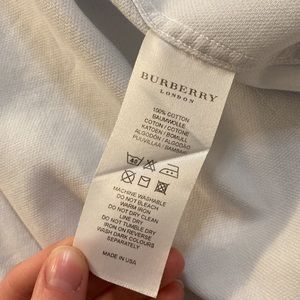 BURBERRY
LONDON
100% COTTON
BAUMWOLLE
COTON / COTONE
KATOEN / BOMULL
ALGODÓN / ALGODÃO
PUUVILLAA / BAMBAK
40
MACHINE WASHABLE
DO NOT BLEACH
WARM IRON
DO NOT DRY CLEAN
LINE DRY
DO NOT TUMBLE DRY
IRON ON REVERSE
WASH DARK COLOURS
SEPARATELY
MADE IN USA